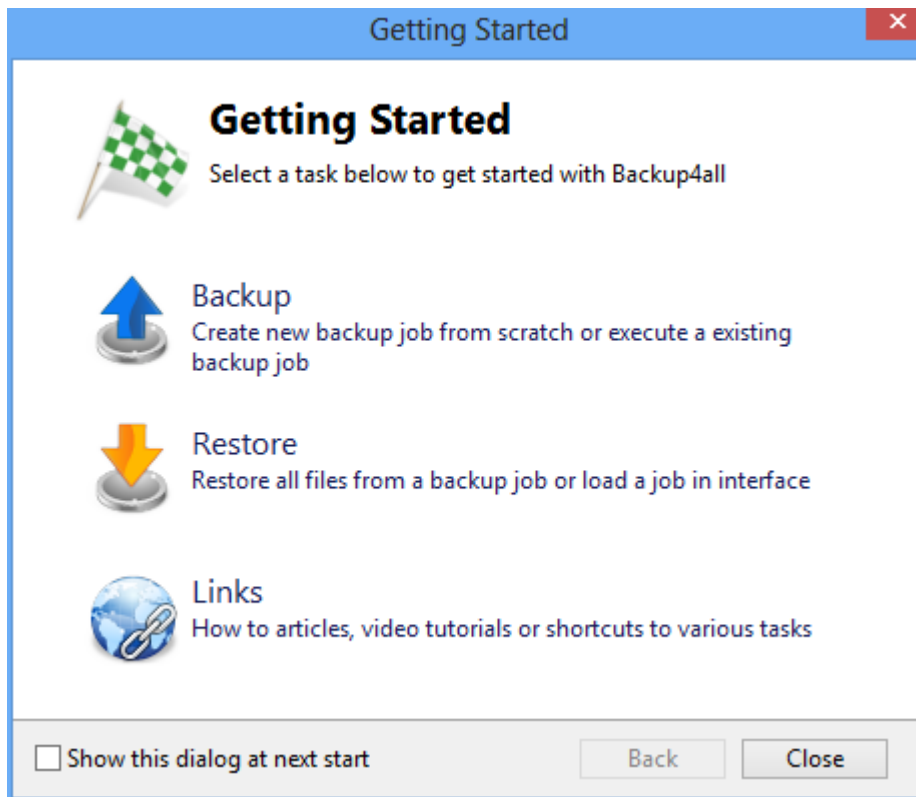 Getting Started
Getting Started
Select a task below to get started with Backup4all
Backup
Create new backup job from scratch or execute a existing
backup job
Restore
Restore all files from a backup job or load a job in interface
Links
How to articles, video tutorials or shortcuts to various tasks
Show this dialog at next start
Back
Close